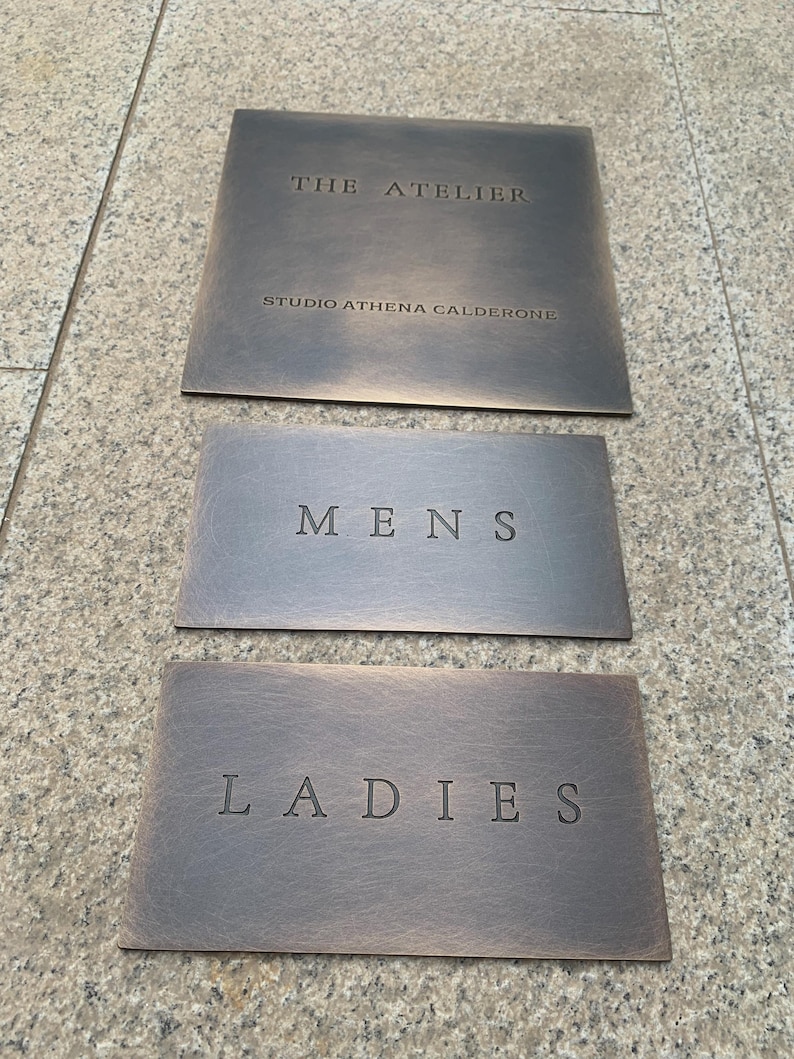 THE ATELIER
STUDIO ATHENA CALDERONE
MENS
LADIES